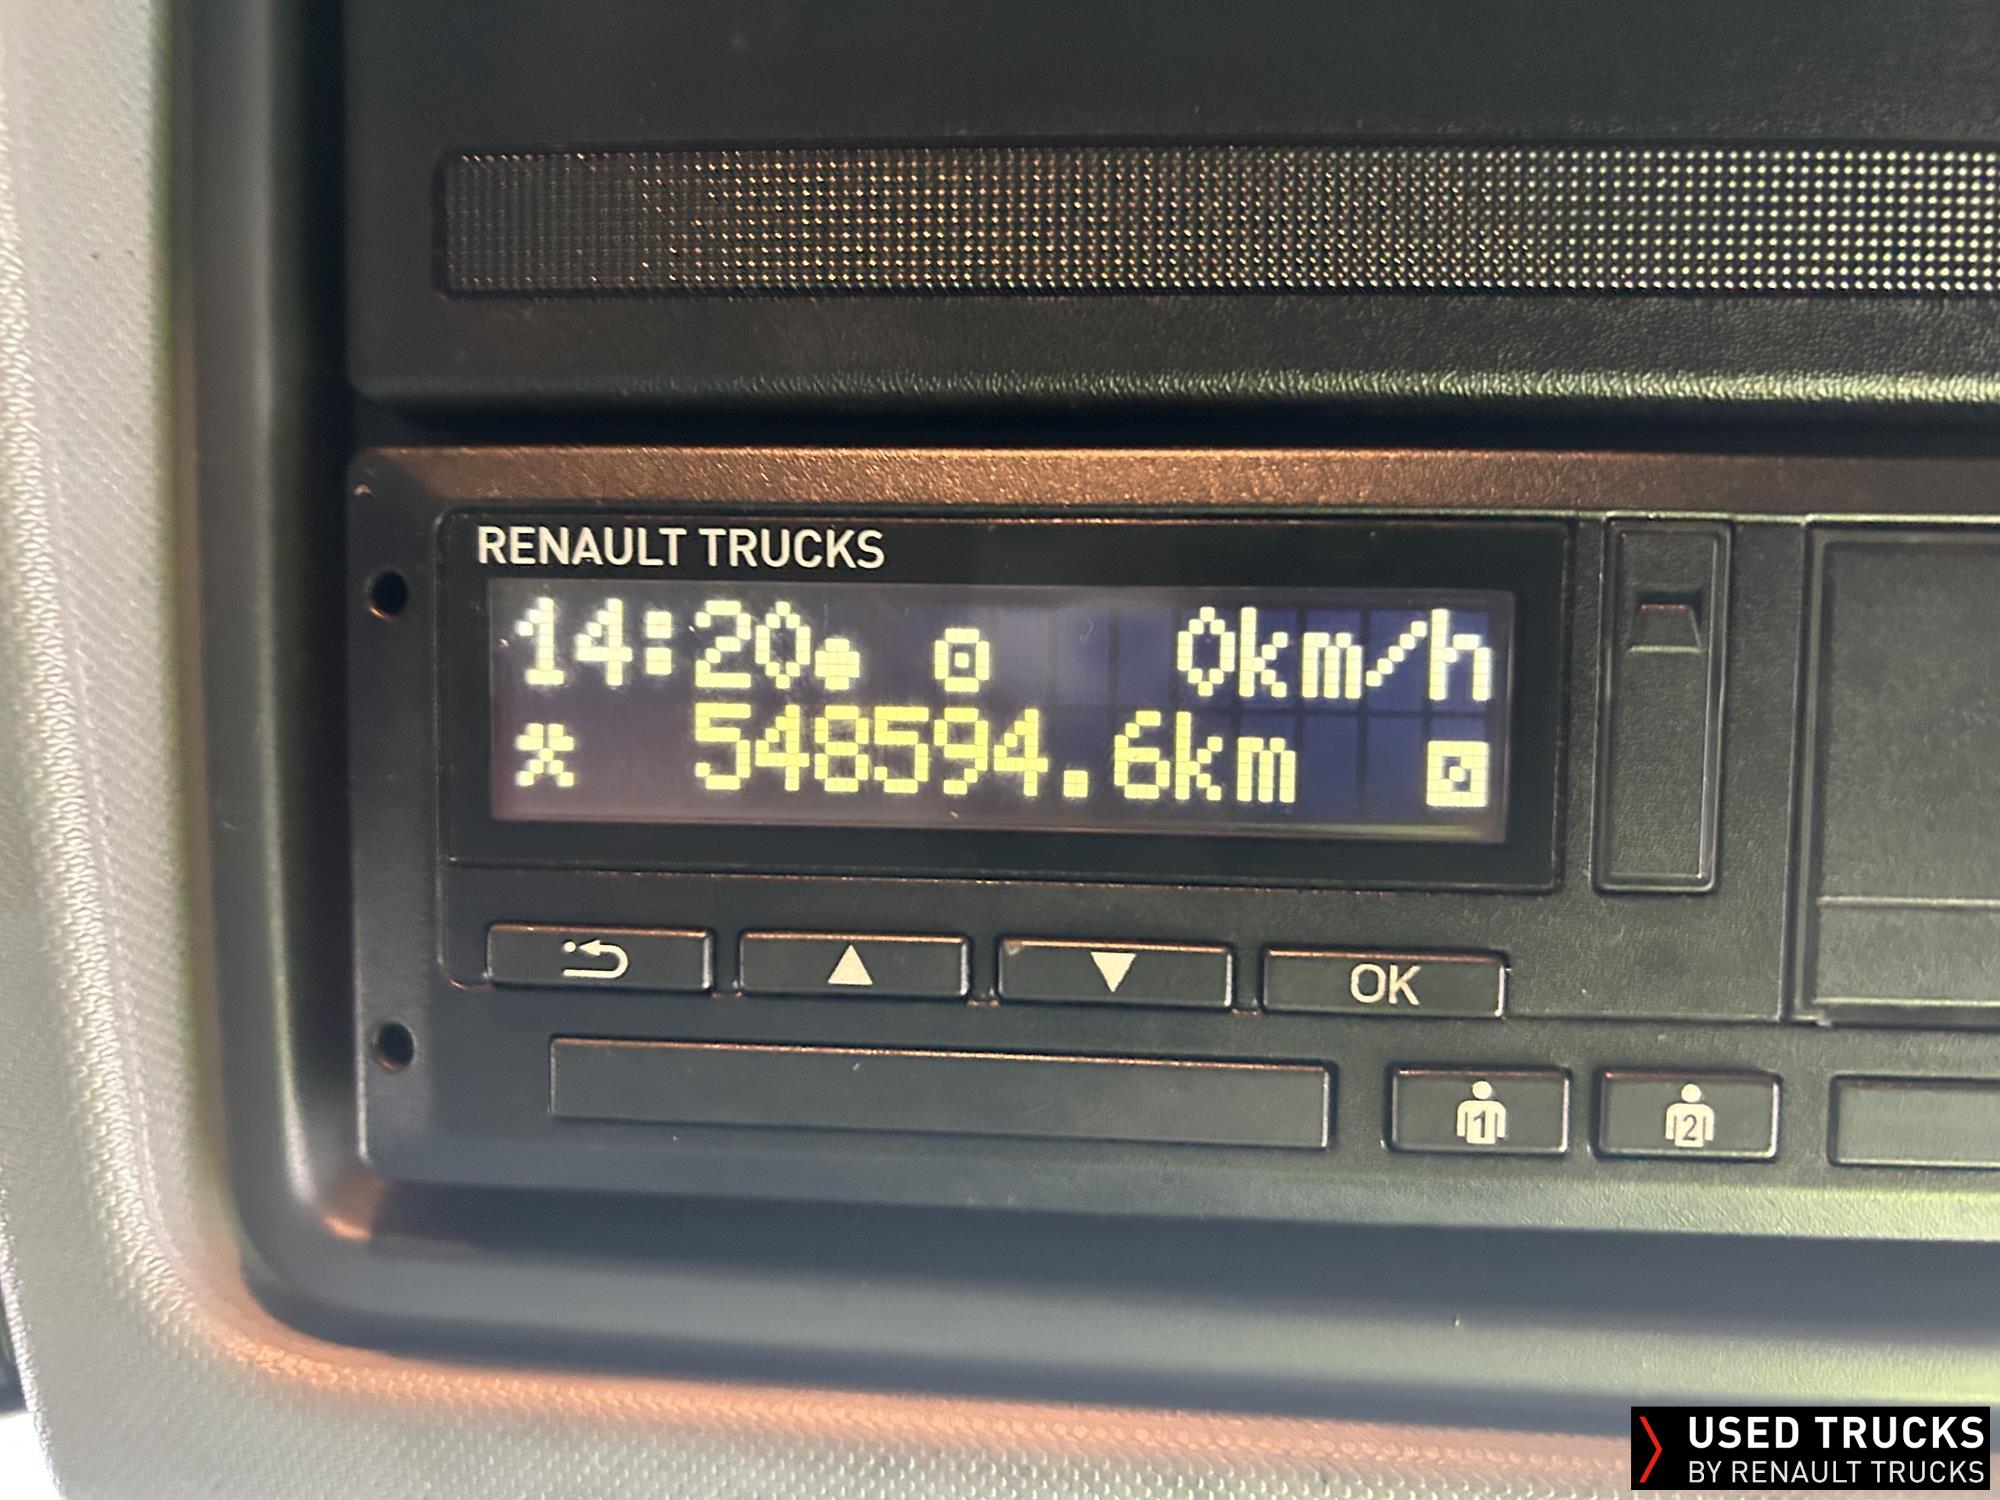 RENAULT TRUCKS
14:20 0km/h
548594.6km
OK
1 2
USED TRUCKS
BY RENAULT TRUCKS